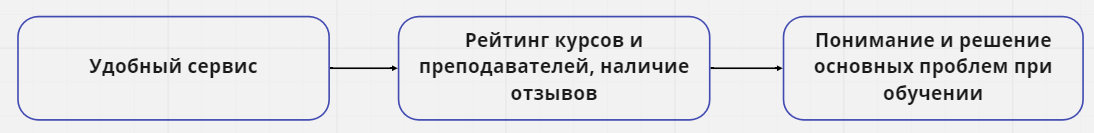 Удобный сервис
Рейтинг курсов и
преподавателей, наличие
отзывов
Понимание и решение
основных проблем при
обучении